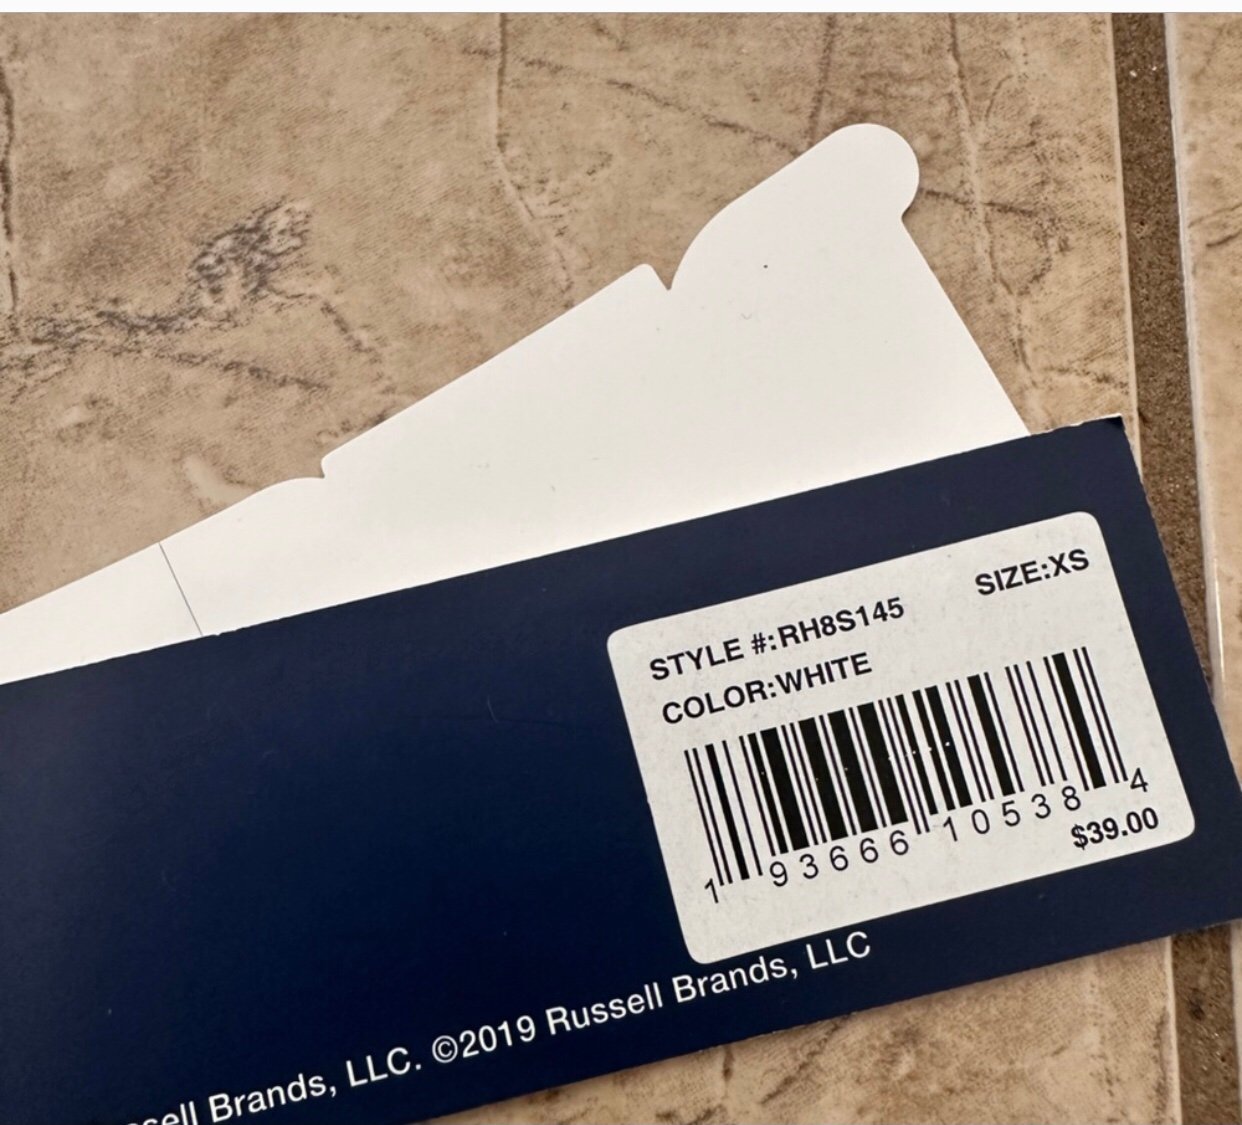 STYLE #:RH8S145 SIZE:XS
COLOR:WHITE
1 93666 10538 4
$39.00
Brands, LLC. ©2019 Russell Brands, LLC